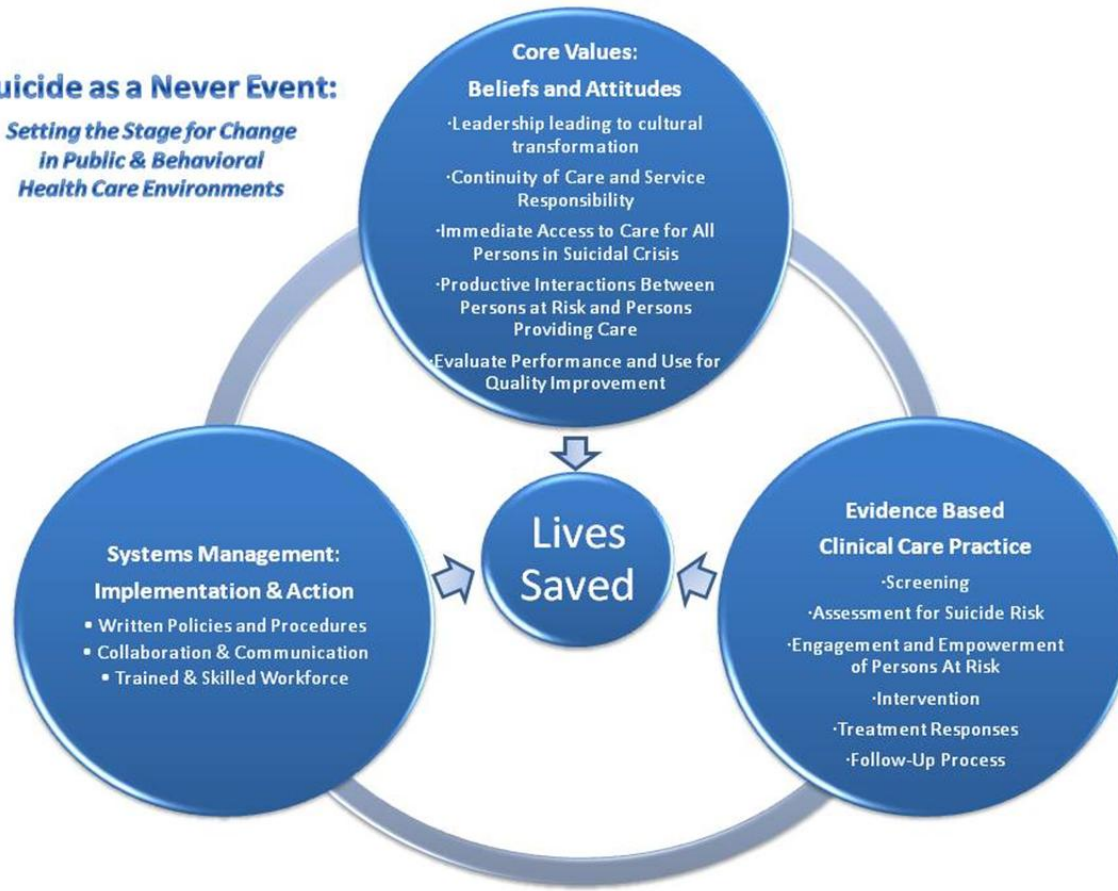 uicide as a Never Event:
Setting the Stage for Change
in Public & Behavioral
Health Care Environments
Core Values:
Beliefs and Attitudes
·Leadership leading to cultural
transformation
·Continuity of Care and Service
Responsibility
·Immediate Access to Care for All
Persons in Suicidal Crisis
·Productive Interactions Between
Persons at Risk and Persons
Providing Care
·Evaluate Performance and Use for
Quality Improvement
Systems Management:
Implementation & Action
▪ Written Policies and Procedures
▪ Collaboration & Communication
▪ Trained & Skilled Workforce
Lives
Saved
Evidence Based
Clinical Care Practice
·Screening
·Assessment for Suicide Risk
·Engagement and Empowerment
of Persons At Risk
·Intervention
·Treatment Responses
·Follow-Up Process